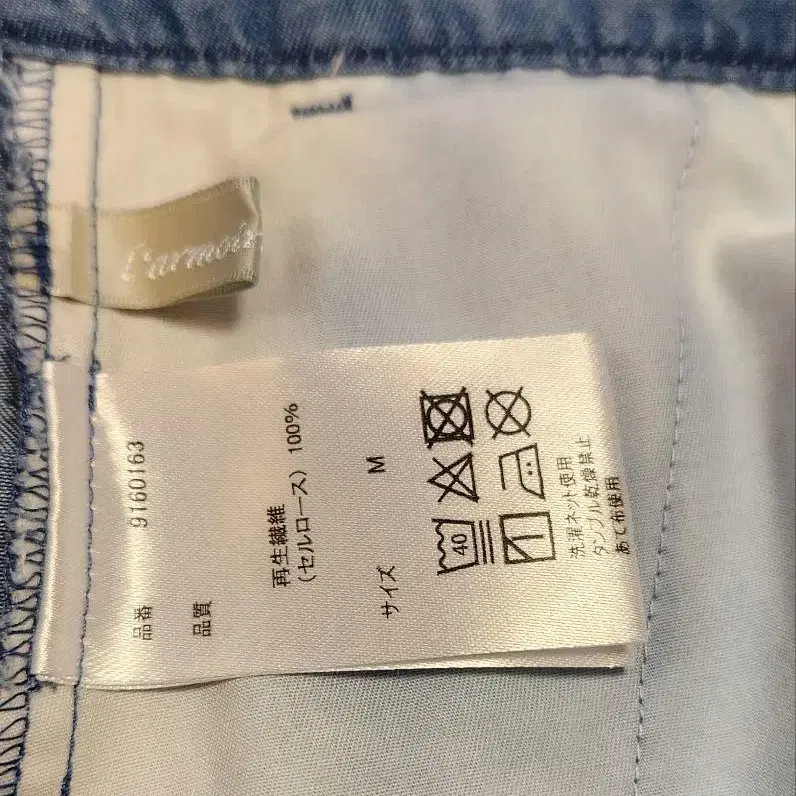 L'armoi
品番 9160163
品質
再生繊維
(セルロース) 100%
サイズ M
40
洗濯ネット使用
タンブル乾燥禁止
あて布使用